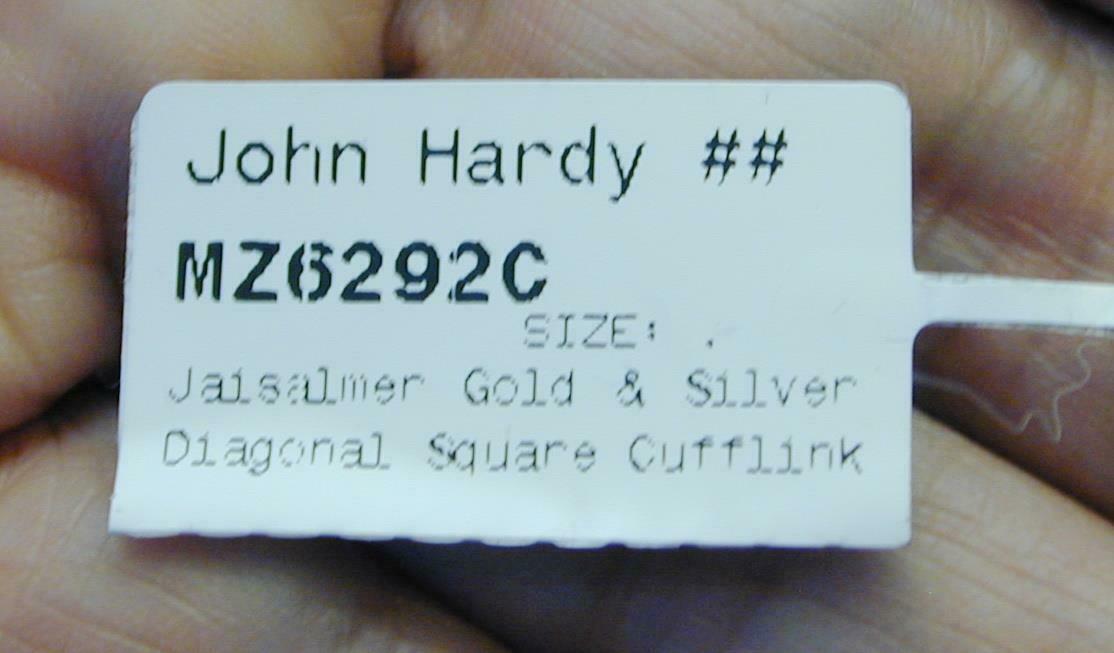 John Hardy ##
MZ6292C
SIZE: .
Jaisalmer Gold & Silver
Diagonal Square Cufflink